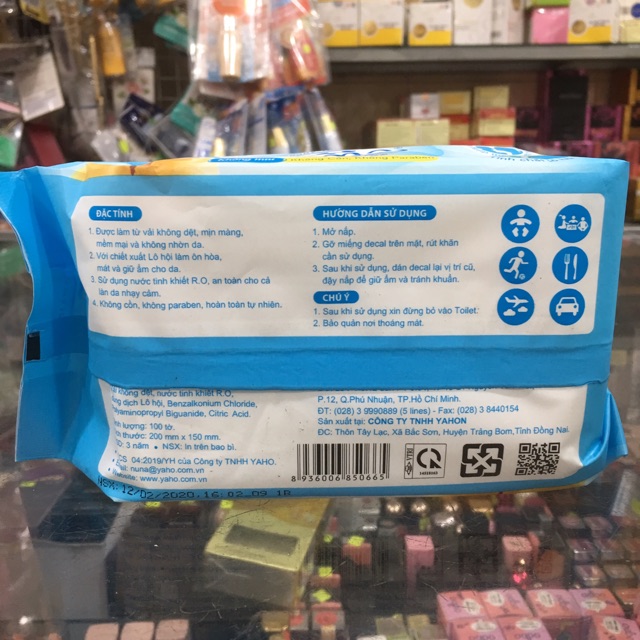 ĐẶC TÍNH
1. Được làm từ vải không dệt, mịn màng,
mềm mại và không nhờn da.
2. Với chiết xuất Lô hội làm ôn hòa,
mát và giữ ẩm cho da.
3. Sử dụng nước tinh khiết R.O, an toàn cho cả
làn da nhạy cảm.
4. Không cồn, không paraben, hoàn toàn tự nhiên.
HƯỚNG DẪN SỬ DỤNG
1. Mở nắp.
2. Gỡ miếng decal trên mặt, rút khăn
cần sử dụng.
3. Sau khi sử dụng, dán decal lại vị trí cũ,
đậy nắp để giữ ẩm và tránh khuẩn.
CHÚ Ý
1. Sau khi sử dụng xin đừng bỏ vào Toilet.
2. Bảo quản nơi thoáng mát.
không dệt, nước tinh khiết R.O,
dịch Lô hội, Benzalkonium Chloride,
Biguanide, Citric Acid.
lượng: 100 tờ.
thước: 200 mm x 150 mm.
3 năm • NSX: In trên bao bì.
04:2019/YH của Công ty TNHH YAHO.
mail: nuna@yaho.com.vn
Website: www.yaho.com.vn
NSX: 12/02/2020 16 02 09 1B
P.12, Q.Phú Nhuận, TP.Hồ Chí Minh.
ĐT: (028) 3 9990889 (5 lines) - Fax: (028) 3 8440154
Sản xuất tại: CÔNG TY TNHH YAHON
ĐC: Thôn Tây Lạc, Xã Bắc Sơn, Huyện Trảng Bom, Tỉnh Đồng Nai.
8936006850665